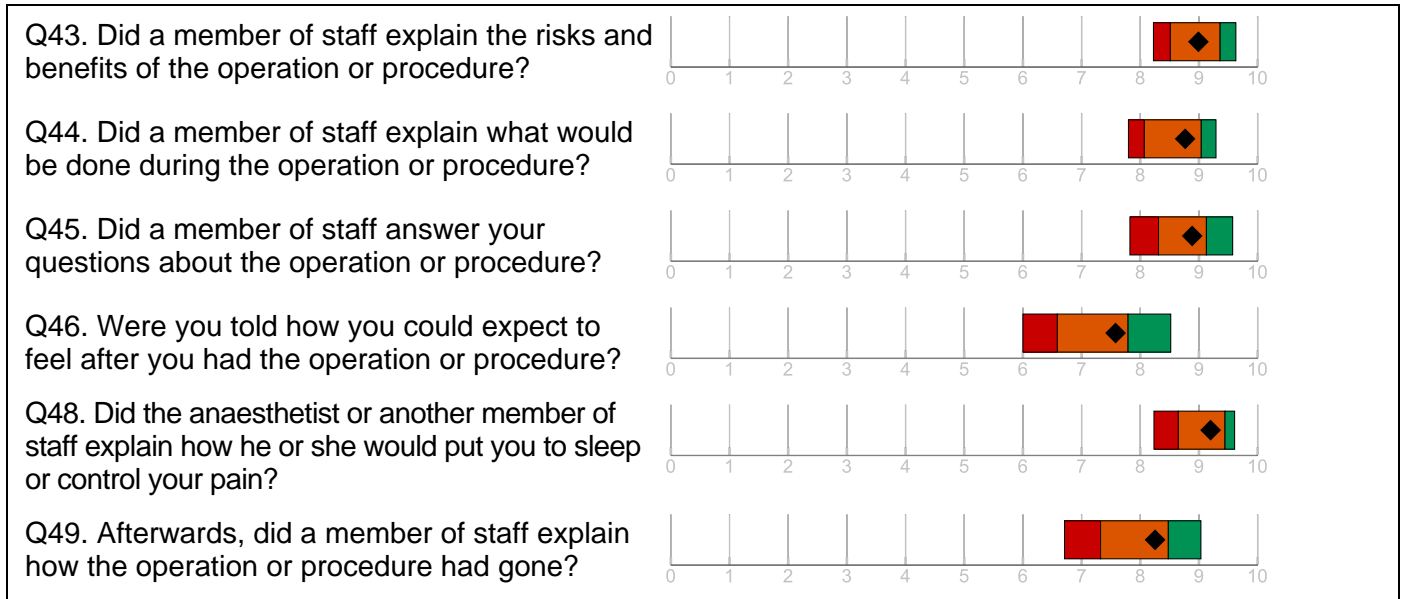 Q43. Did a member of staff explain the risks and
benefits of the operation or procedure?
0 1 2 3 4 5 6 7 8 9 10
Q44. Did a member of staff explain what would
be done during the operation or procedure?
0 1 2 3 4 5 6 7 8 9 10
Q45. Did a member of staff answer your
questions about the operation or procedure?
0 1 2 3 4 5 6 7 8 9 10
Q46. Were you told how you could expect to
feel after you had the operation or procedure?
0 1 2 3 4 5 6 7 8 9 10
Q48. Did the anaesthetist or another member of
staff explain how he or she would put you to sleep
or control your pain?
0 1 2 3 4 5 6 7 8 9 10
Q49. Afterwards, did a member of staff explain
how the operation or procedure had gone?
0 1 2 3 4 5 6 7 8 9 10